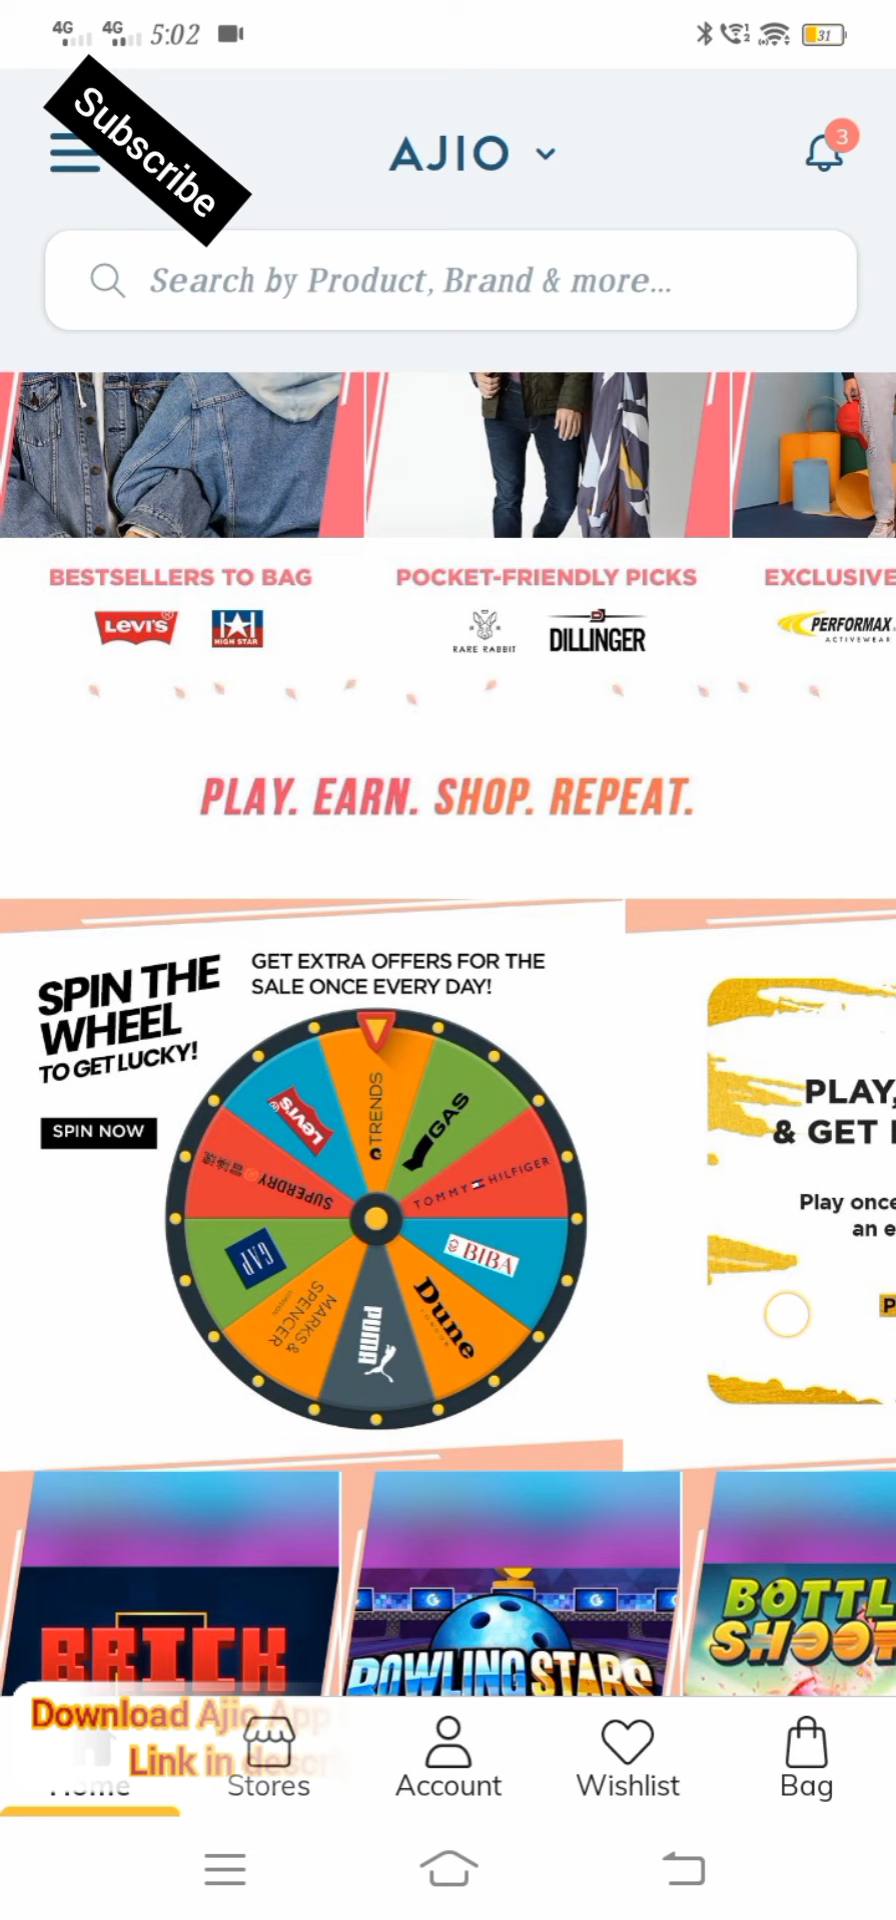 4G 4G 5:02
31
Subscribe
AJIO
3
Search by Product, Brand & more...
BESTSELLERS TO BAG
POCKET-FRIENDLY PICKS
EXCLUSIVE
LEVI'S
HIGH STAR
RARE RABBIT
DILLINGER
PERFORMAX
ACTIVEWEAR
PLAY. EARN. SHOP. REPEAT.
SPIN THE
WHEEL
TO GET LUCKY!
GET EXTRA OFFERS FOR THE
SALE ONCE EVERY DAY!
SPIN NOW
TRENDS
GAS
TOMMY HILFIGER
BIBA
Dune
LONDON
PUMA
MARKS &
SPENCER
LONDON
GAP
SUPERDRY
LEVI'S
PLAY,
& GET
Play once
an e
P
BRICK
BOWLING STARS
BOTTL
SHOOT
Download Ajio App
Link in descri
Home
Stores
Account
Wishlist
Bag